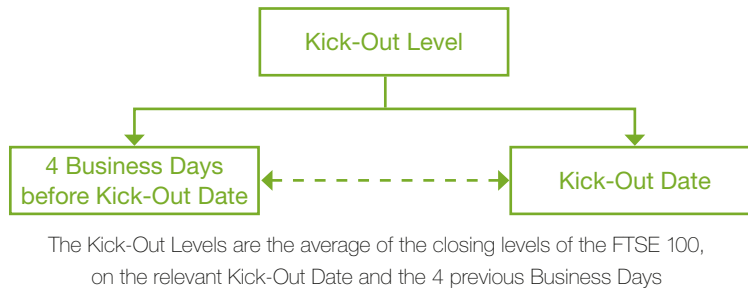 Kick-Out Level
4 Business Days
before Kick-Out Date
Kick-Out Date
The Kick-Out Levels are the average of the closing levels of the FTSE 100,
on the relevant Kick-Out Date and the 4 previous Business Days